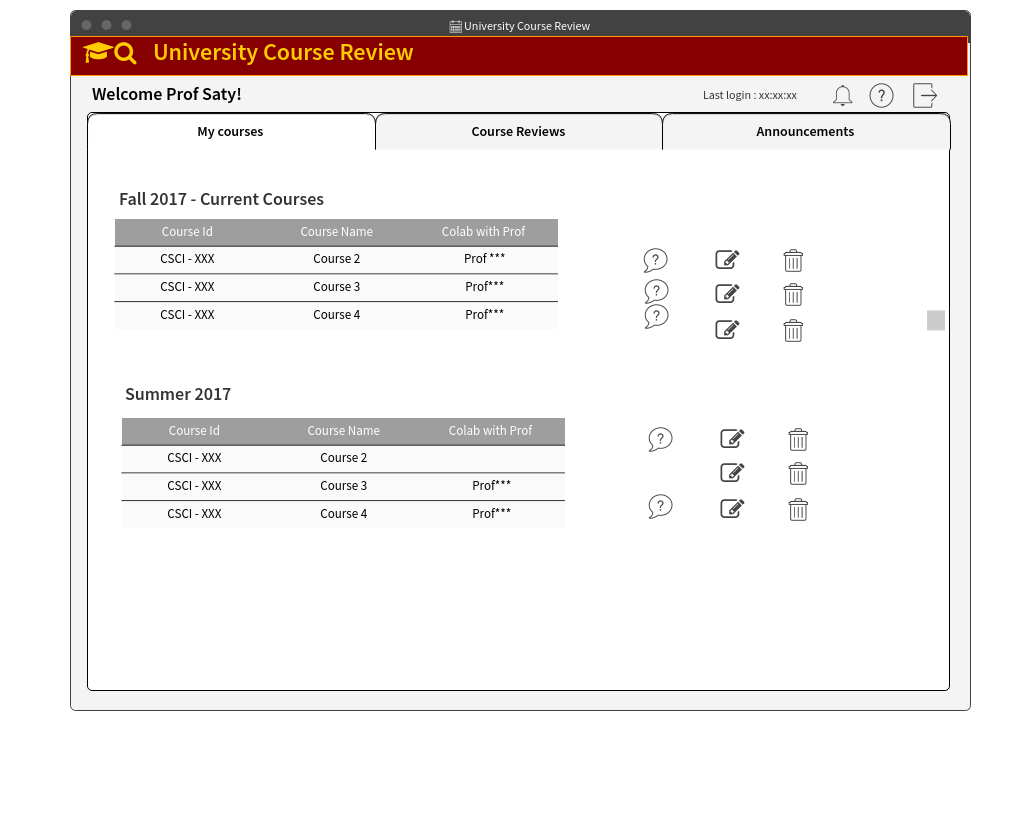 University Course Review
University Course Review
Welcome Prof Saty!
Last login : xx:xx:xx
?
My courses Course Reviews Announcements
Fall 2017 - Current Courses
Course Id Course Name Colab with Prof
CSCI - XXX Course 2 Prof *** ?
CSCI - XXX Course 3 Prof*** ?
CSCI - XXX Course 4 Prof*** ?
Summer 2017
Course Id Course Name Colab with Prof
?
CSCI - XXX Course 2
CSCI - XXX Course 3 Prof***
CSCI - XXX Course 4 Prof*** ?